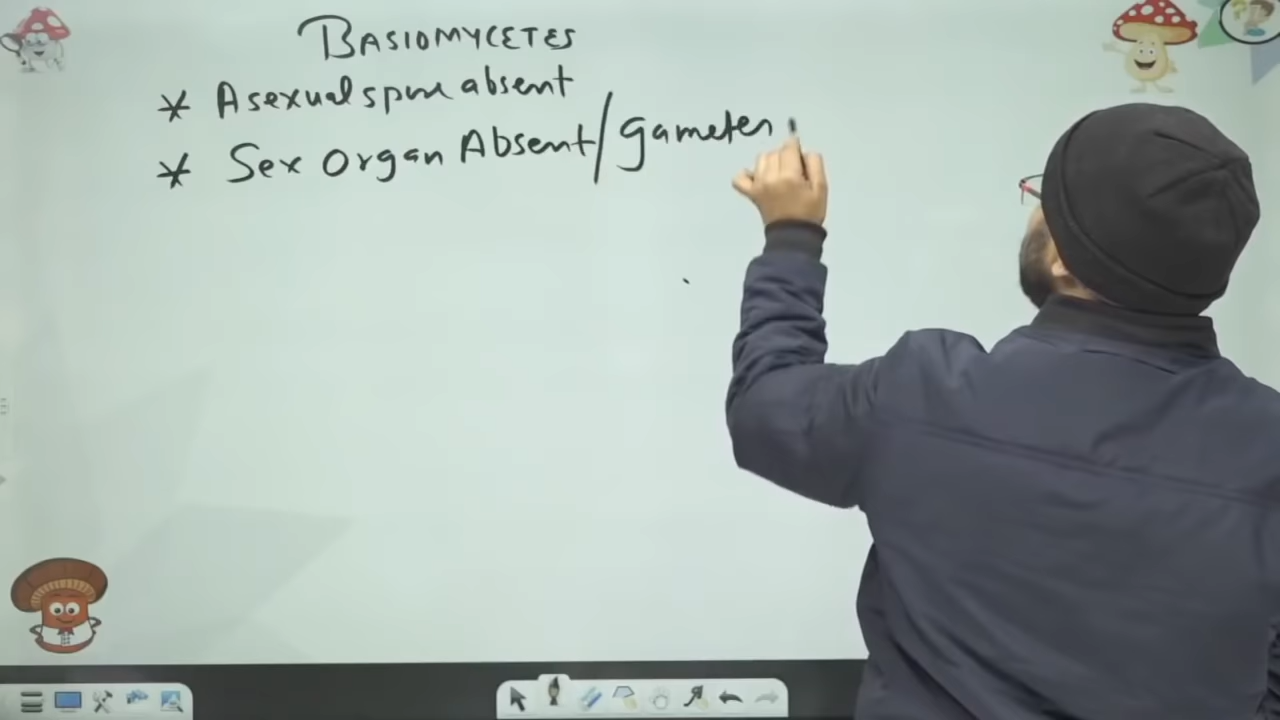 BASIOMYCETES
* Asexual spore absent
* Sex Organ Absent/gametes